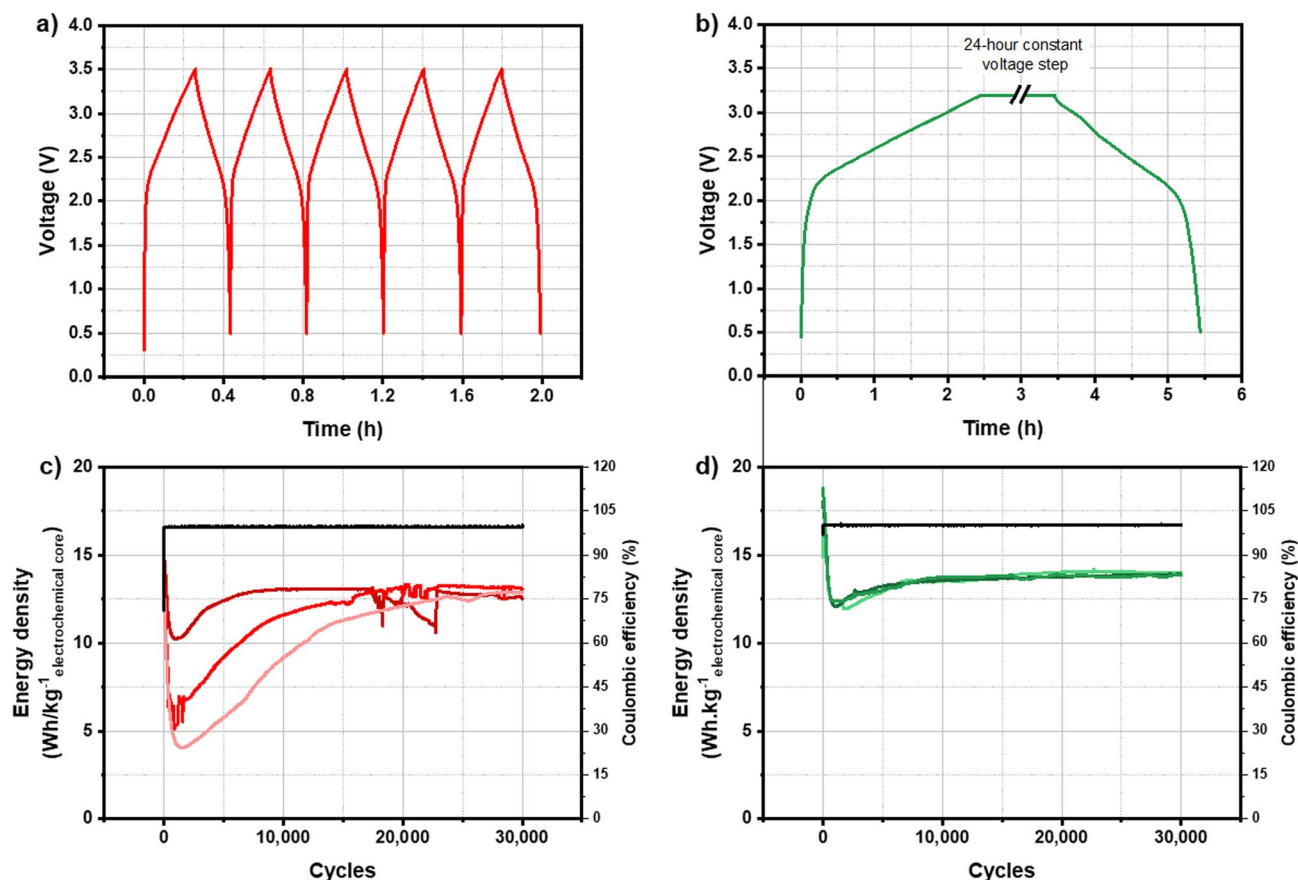 a)
4.0
3.5
3.0
2.5
2.0
1.5
1.0
0.5
0.0
Voltage (V)
0.0 0.4 0.8 1.2 1.6 2.0
Time (h)
b)
4.0
3.5
3.0
2.5
2.0
1.5
1.0
0.5
0.0
Voltage (V)
24-hour constant
voltage step
0 1 2 3 4 5 6
Time (h)
c)
20
15
10
5
0
Energy density
(Wh/kg-1 electrochemical core)
120
105
90
75
60
45
30
15
0
Coulombic efficiency (%)
0 10,000 20,000 30,000
Cycles
d)
20
15
10
5
0
Energy density
(Wh.kg-1 electrochemical core)
120
105
90
75
60
45
30
15
0
Coulombic efficiency (%)
0 10,000 20,000 30,000
Cycles